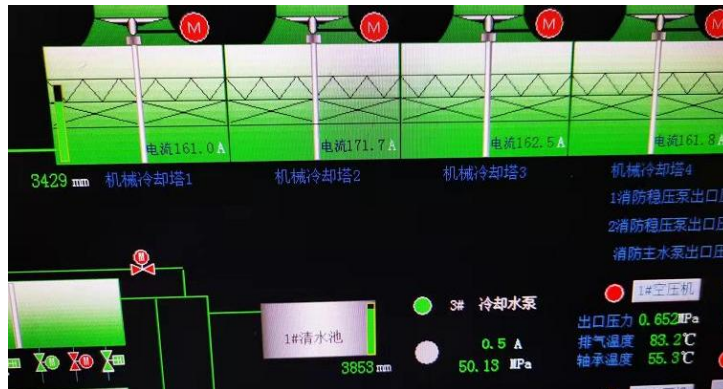 M M M M
电流161.0A 电流171.7A 电流162.5A 电流161.8A
3429 mm 机械冷却塔1 机械冷却塔2 机械冷却塔3 机械冷却塔4
1消防稳压泵出口压
2消防稳压泵出口压
消防主水泵出口压
M
3# 冷却水泵
1#空压机
1#清水池
出口压力 0.652MPa
0.5 A
排气温度 83.2℃
3853mm
50.13 MPa
轴承温度 55.3℃
M M